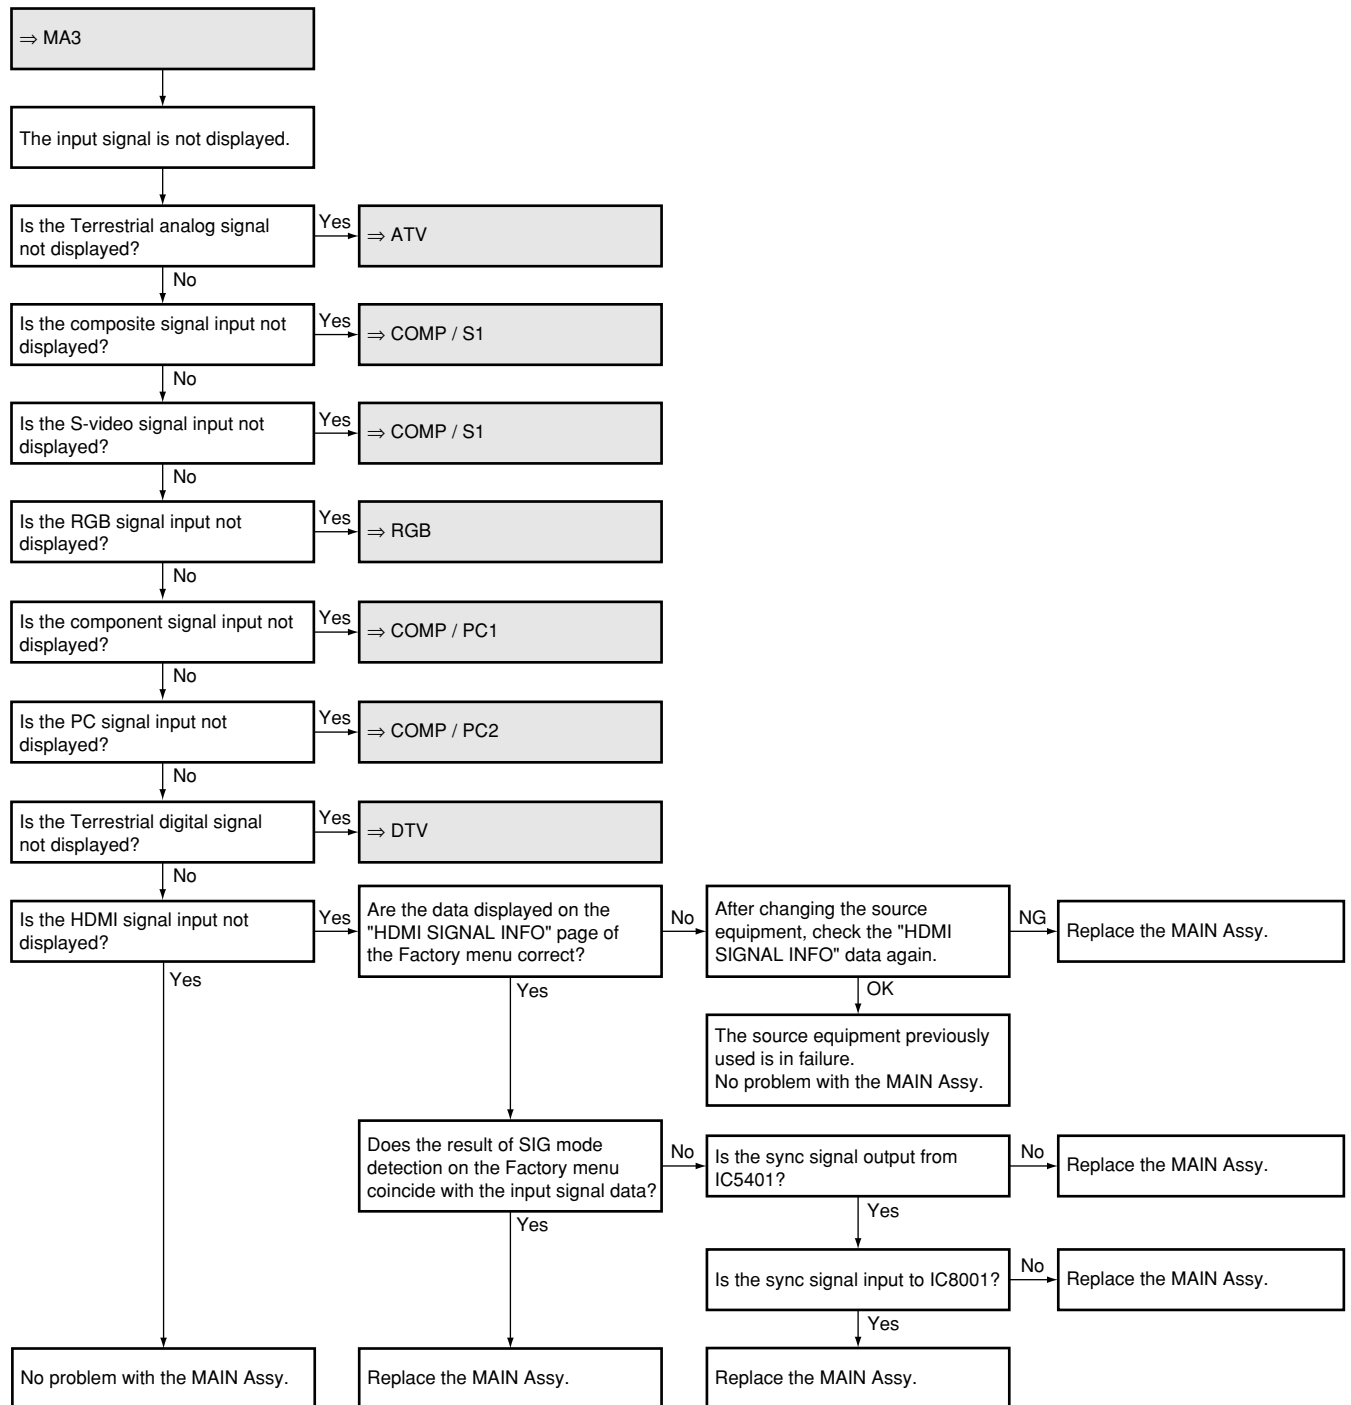 ⇒ MA3
The input signal is not displayed.
Is the Terrestrial analog signal
not displayed?
Yes
⇒ ATV
No
Is the composite signal input not
displayed?
Yes
⇒ COMP / S1
No
Is the S-video signal input not
displayed?
Yes
⇒ COMP / S1
No
Is the RGB signal input not
displayed?
Yes
⇒ RGB
No
Is the component signal input not
displayed?
Yes
⇒ COMP / PC1
No
Is the PC signal input not
displayed?
Yes
⇒ COMP / PC2
No
Is the Terrestrial digital signal
not displayed?
Yes
⇒ DTV
No
Is the HDMI signal input not
displayed?
Yes
Are the data displayed on the
"HDMI SIGNAL INFO" page of
the Factory menu correct?
No
After changing the source
equipment, check the "HDMI
SIGNAL INFO" data again.
NG
Replace the MAIN Assy.
Yes
Yes
OK
The source equipment previously
used is in failure.
No problem with the MAIN Assy.
Does the result of SIG mode
detection on the Factory menu
coincide with the input signal data?
No
Is the sync signal output from
IC5401?
No
Replace the MAIN Assy.
Yes
Yes
Is the sync signal input to IC8001?
No
Replace the MAIN Assy.
Yes
No problem with the MAIN Assy.
Replace the MAIN Assy.
Replace the MAIN Assy.